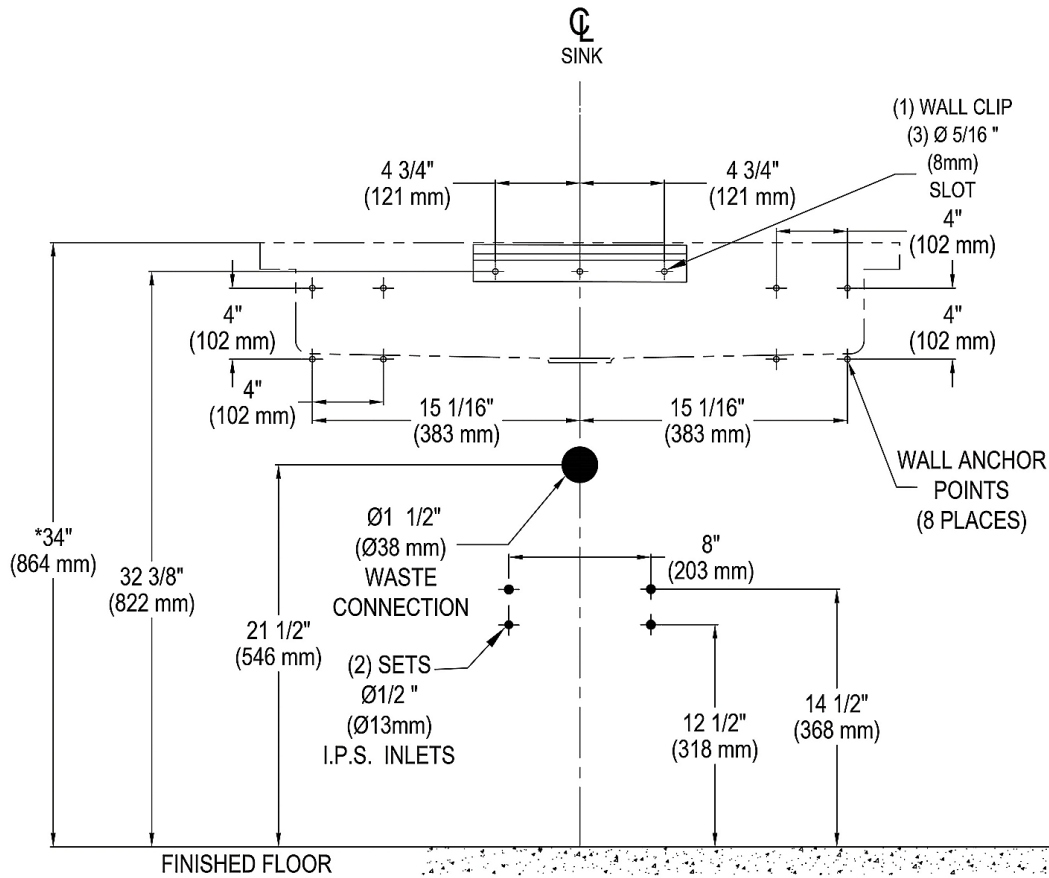 ℄
SINK
(1) WALL CLIP
(3) Ø 5/16 "
(8mm)
SLOT
4 3/4"
(121 mm)
4 3/4"
(121 mm)
4"
(102 mm)
4"
(102 mm)
4"
(102 mm)
4"
(102 mm)
15 1/16"
(383 mm)
15 1/16"
(383 mm)
WALL ANCHOR
POINTS
(8 PLACES)
*34"
(864 mm)
32 3/8"
(822 mm)
21 1/2"
(546 mm)
Ø1 1/2"
(Ø38 mm)
WASTE
CONNECTION
8"
(203 mm)
(2) SETS
Ø1/2 "
(Ø13mm)
I.P.S. INLETS
12 1/2"
(318 mm)
14 1/2"
(368 mm)
FINISHED FLOOR